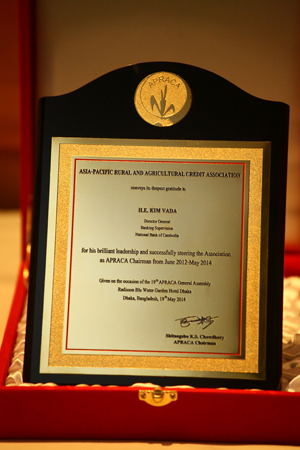 APRACA
ASIA-PACIFIC RURAL AND AGRICULTURAL CREDIT ASSOCIATION
conveys its deepest gratitude to
H.E. KIM VADA
Director General
Banking Supervision
National Bank of Cambodia
for his brilliant leadership and successfully steering the Association.
as APRACA Chairman from June 2012-May 2014
Given on the occasion of the 19th APRACA General Assembly
Radisson Blu Water Garden Hotel Dhaka
Dhaka, Bangladesh, 19th May 2014
Shitangshu K.S. Chowdhury
APRACA Chairman